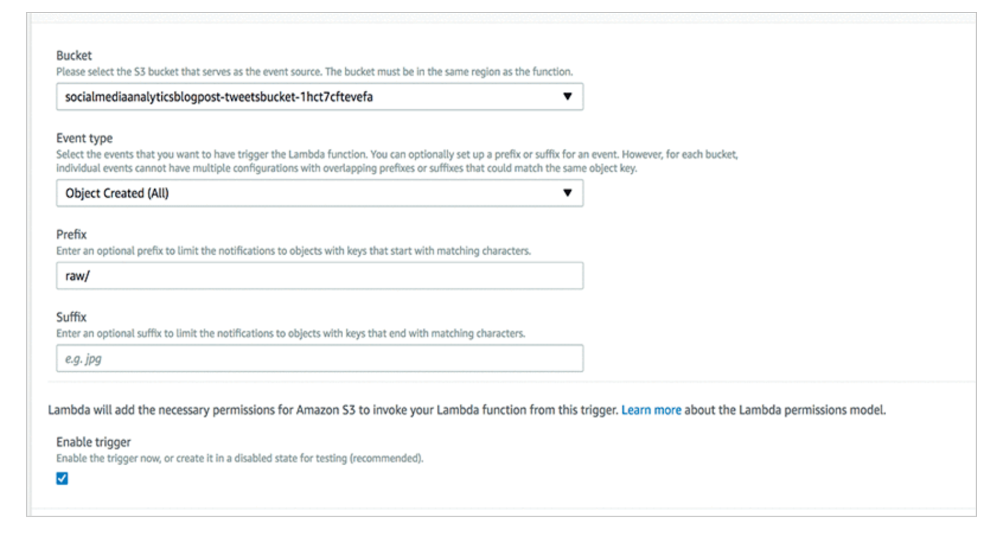 Bucket
Please select the S3 bucket that serves as the event source. The bucket must be in the same region as the function.
socialmediaanalyticsblogpost-tweetsbucket-1hct7cftevefa
Event type
Select the events that you want to have trigger the Lambda function. You can optionally set up a prefix or suffix for an event. However, for each bucket,
individual events cannot have multiple configurations with overlapping prefixes or suffixes that could match the same object key.
Object Created (All)
Prefix
Enter an optional prefix to limit the notifications to objects with keys that start with matching characters.
raw/
Suffix
Enter an optional suffix to limit the notifications to objects with keys that end with matching characters.
e.g. jpg
Lambda will add the necessary permissions for Amazon S3 to invoke your Lambda function from this trigger. Learn more about the Lambda permissions model.
Enable trigger
Enable the trigger now, or create it in a disabled state for testing (recommended).